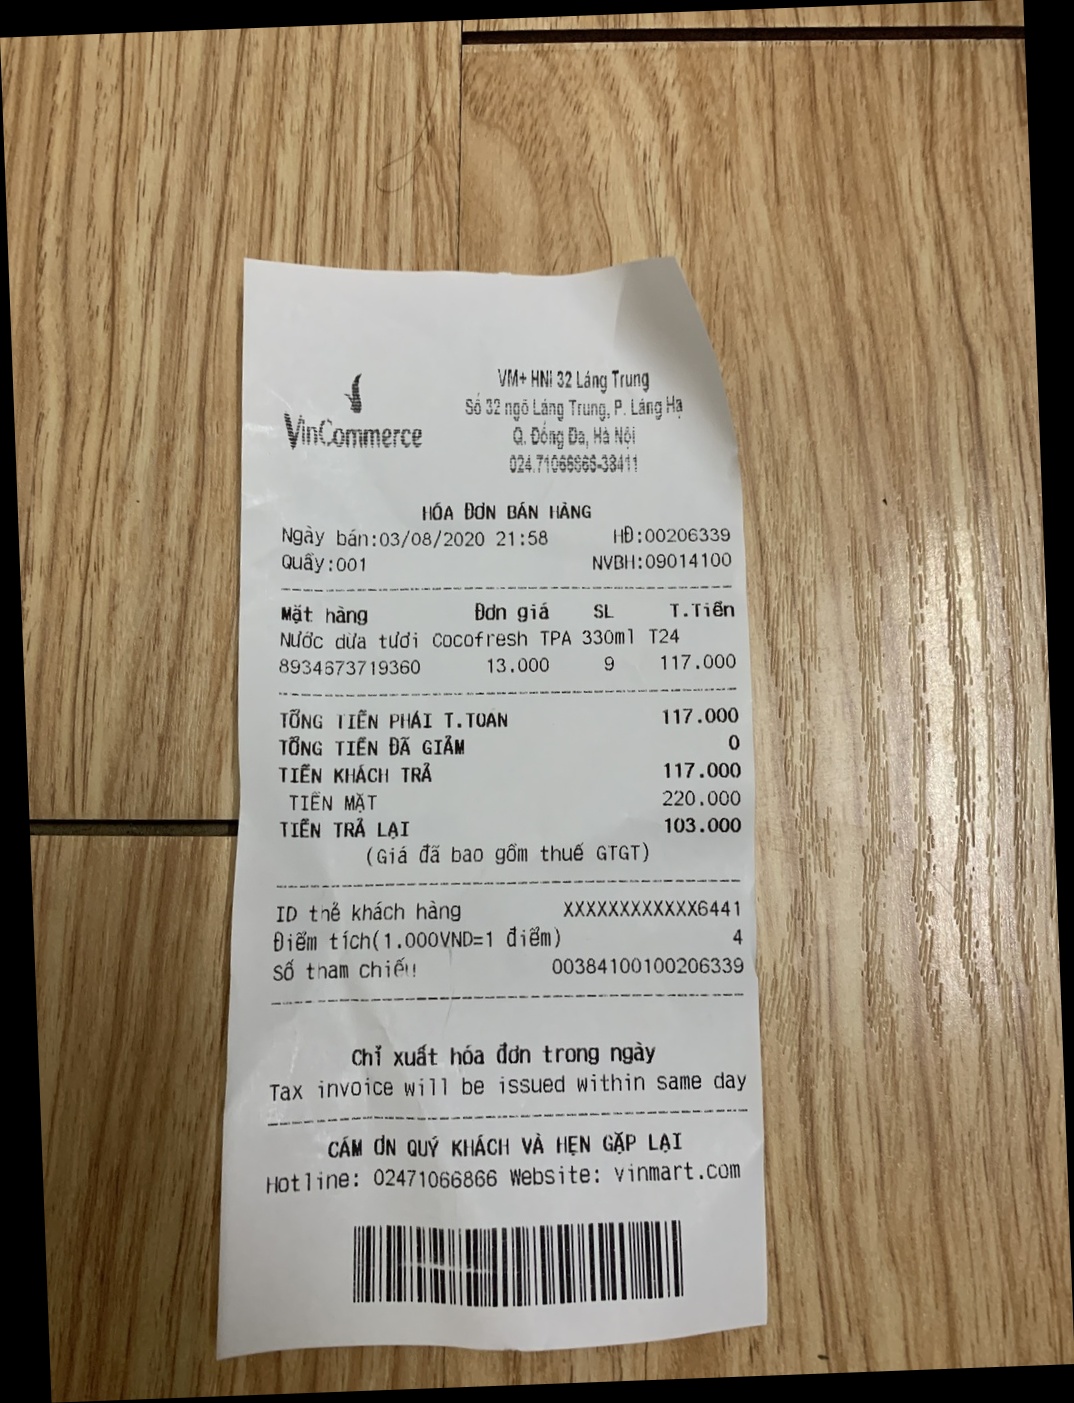 VinCommerce
VM+ HNI 32 Láng Trung
Số 32 ngõ Láng Trung, P. Láng Hạ
Q. Đống Đa, Hà Nội
024.71066866-38411
HÓA ĐƠN BÁN HÀNG
Ngày bán:03/08/2020 21:58 HĐ:00206339
Quầy:001 NVBH:09014100
Mặt hàng Đơn giá SL T.Tiền
Nước dừa tươi Cocofresh TPA 330ml T24
8934673719360 13.000 9 117.000
TỔNG TIỀN PHẢI T.TOÁN 117.000
TỔNG TIỀN ĐÃ GIẢM 0
TIỀN KHÁCH TRẢ 117.000
TIỀN MẶT 220.000
TIỀN TRẢ LẠI 103.000
(Giá đã bao gồm thuế GTGT)
ID thẻ khách hàng XXXXXXXXXXXX6441
Điểm tích(1.000VND=1 điểm) 4
Số tham chiếu 00384100100206339
Chỉ xuất hóa đơn trong ngày
Tax invoice will be issued within same day
CẢM ƠN QUÝ KHÁCH VÀ HẸN GẶP LẠI
Hotline: 02471066866 Website: vinmart.com